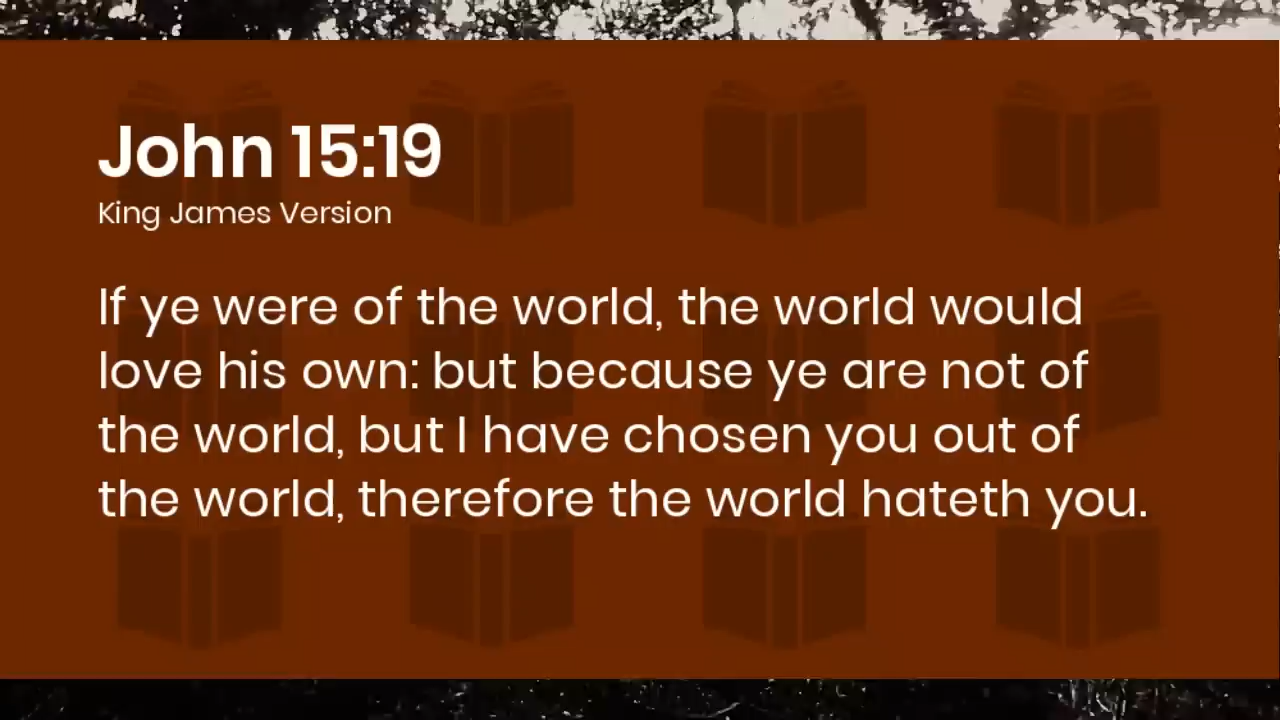 John 15:19
King James Version
If ye were of the world, the world would
love his own: but because ye are not of
the world, but I have chosen you out of
the world, therefore the world hateth you.